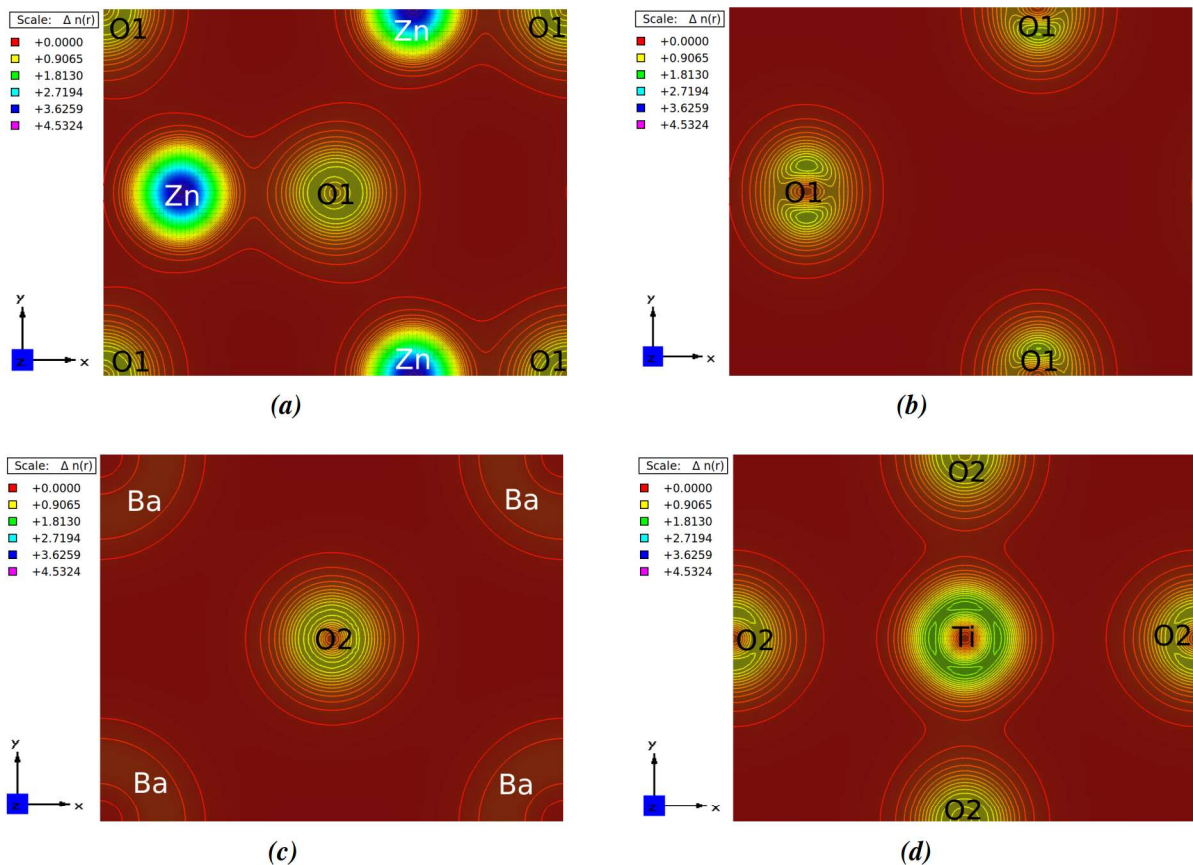 Scale: Δ n(r)
+0.0000
+0.9065
+1.8130
+2.7194
+3.6259
+4.5324
O1
Zn
O1
Zn
O1
O1
Zn
O1
Y
Z
X
(a)
Scale: Δ n(r)
+0.0000
+0.9065
+1.8130
+2.7194
+3.6259
+4.5324
O1
O1
O1
Y
Z
X
(b)
Scale: Δ n(r)
+0.0000
+0.9065
+1.8130
+2.7194
+3.6259
+4.5324
Ba
Ba
O2
Ba
Ba
Y
Z
X
(c)
Scale: Δ n(r)
+0.0000
+0.9065
+1.8130
+2.7194
+3.6259
+4.5324
O2
O2
Ti
O2
O2
Y
Z
X
(d)